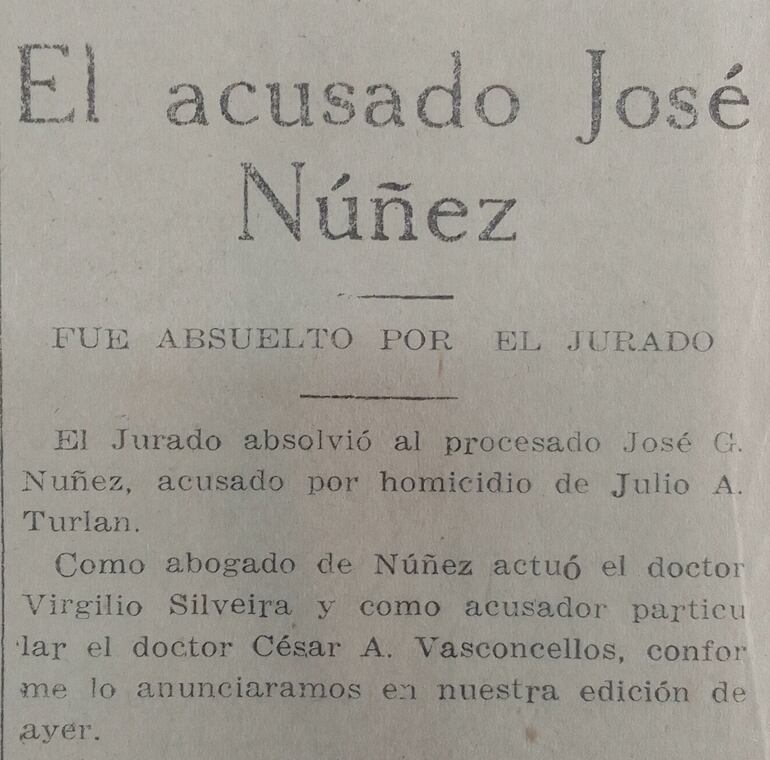 El acusado José
Núñez
FUE ABSUELTO POR EL JURADO
El Jurado absolvió al procesado José G.
Nuñez, acusado por homicidio de Julio A.
Turlan.
Como abogado de Núñez actuó el doctor
Virgilio Silveira y como acusador particu
lar el doctor César A. Vasconcellos, confor
me lo anunciaramos en nuestra edición de
ayer.